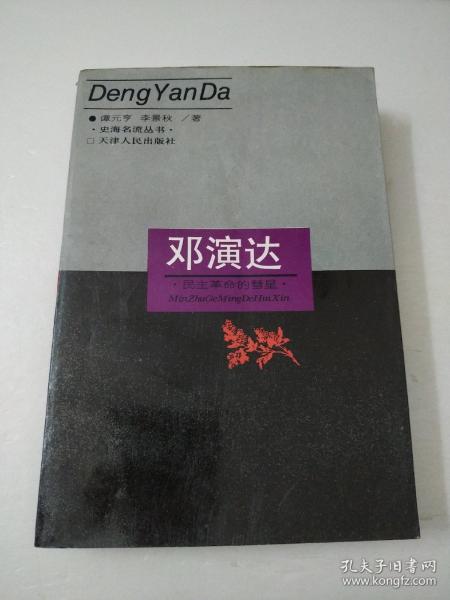 DengYanDa
● 谭元亨 李景秋 ／著
·史海名流丛书·
□ 天津人民出版社
邓演达
·民主革命的彗星·
MinZhuGeMingDeHuiXin
孔夫子旧书网
www.kongfz.com